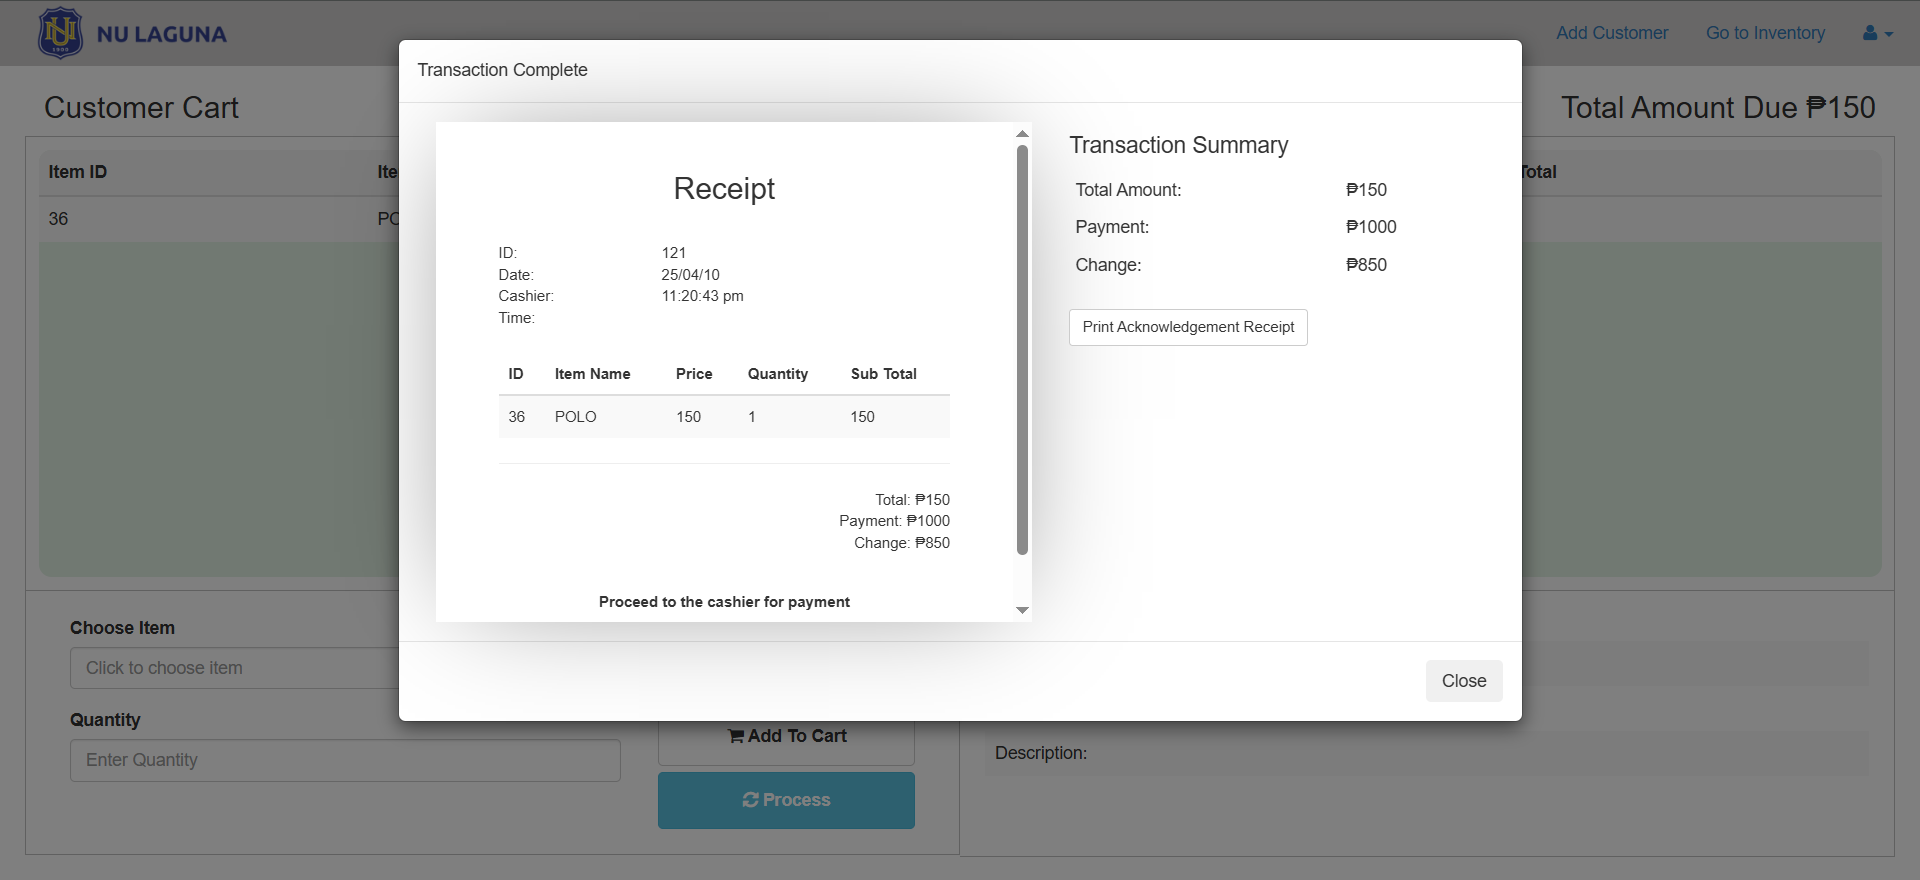 NU LAGUNA
1900
Add Customer
Go to Inventory
Transaction Complete
Customer Cart
Total Amount Due ₱150
Item ID
Ite
Total
36
PO
Receipt
ID: 121
Date: 25/04/10
Cashier: 11:20:43 pm
Time:
ID Item Name Price Quantity Sub Total
36 POLO 150 1 150
Total: ₱150
Payment: ₱1000
Change: ₱850
Proceed to the cashier for payment
Transaction Summary
Total Amount: ₱150
Payment: ₱1000
Change: ₱850
Print Acknowledgement Receipt
Close
Choose Item
Click to choose item
Quantity
Enter Quantity
Add To Cart
Process
Description: